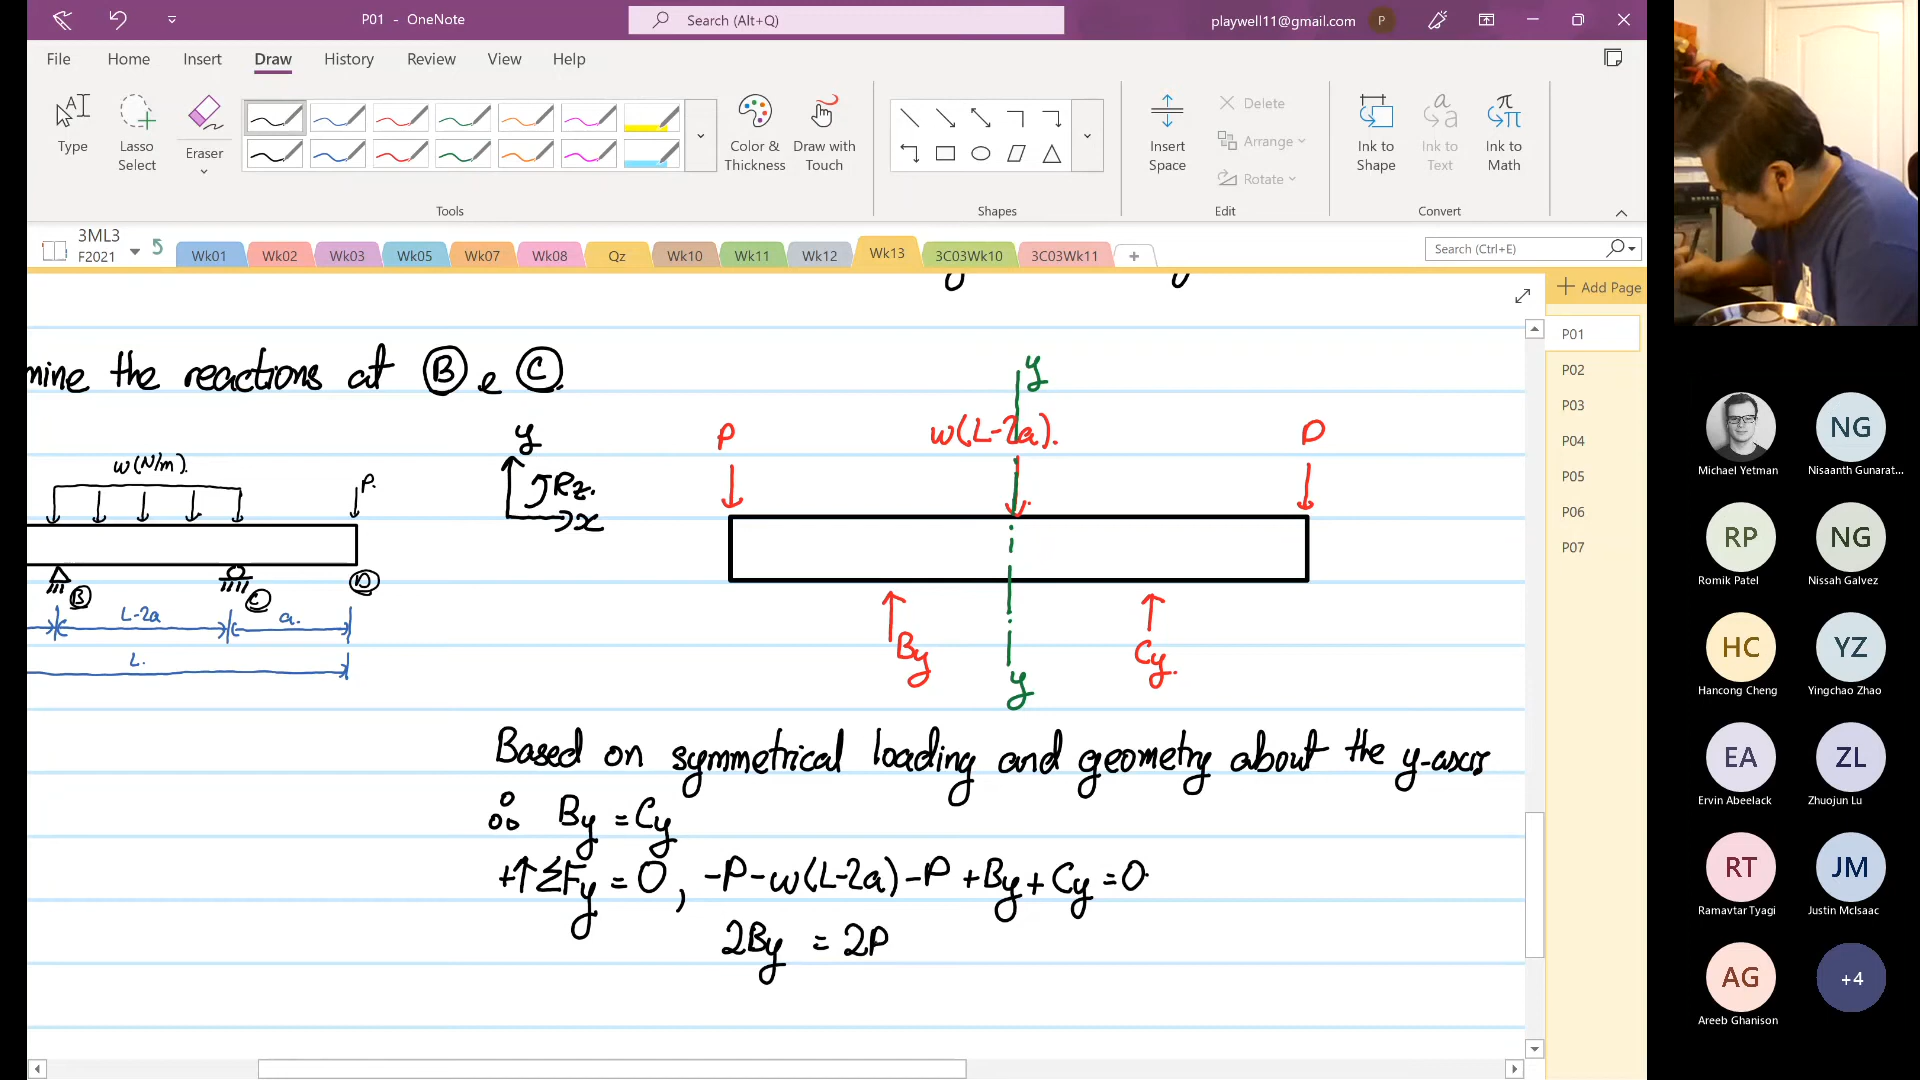 P01 - OneNote
Search (Alt+Q)
playwell11@gmail.com
P
File Home Insert Draw History Review View Help
Type
Lasso Select
Eraser
Color & Thickness
Draw with Touch
Insert Space
Delete
Arrange
Rotate
Ink to Shape
Ink to Text
Ink to Math
Tools
Shapes
Edit
Convert
3ML3 F2021
Wk01 Wk02 Wk03 Wk05 Wk07 Wk08 Qz Wk10 Wk11 Wk12 Wk13 3C03Wk10 3C03Wk11 +
Search (Ctrl+E)
Add Page
P01
P02
P03
P04
P05
P06
P07
mine the reactions at Ⓑ e Ⓒ.
w(N/m).
P.
Ⓑ
Ⓒ
Ⓓ
L-2a
a.
L.
y
Rz.
x
y
P
w(L-2a).
P
By
Cy.
y
Based on symmetrical loading and geometry about the y-axis
∴ By = Cy
+↑ΣFy = 0, -P-w(L-2a)-P+By+Cy=0
2By = 2P
Michael Yetman
NG
Nisaanth Gunarat...
RP
Romik Patel
NG
Nissah Galvez
HC
Hancong Cheng
YZ
Yingchao Zhao
EA
Ervin Abeelack
ZL
Zhuojun Lu
RT
Ramavtar Tyagi
JM
Justin McIsaac
AG
Areeb Ghanison
+4